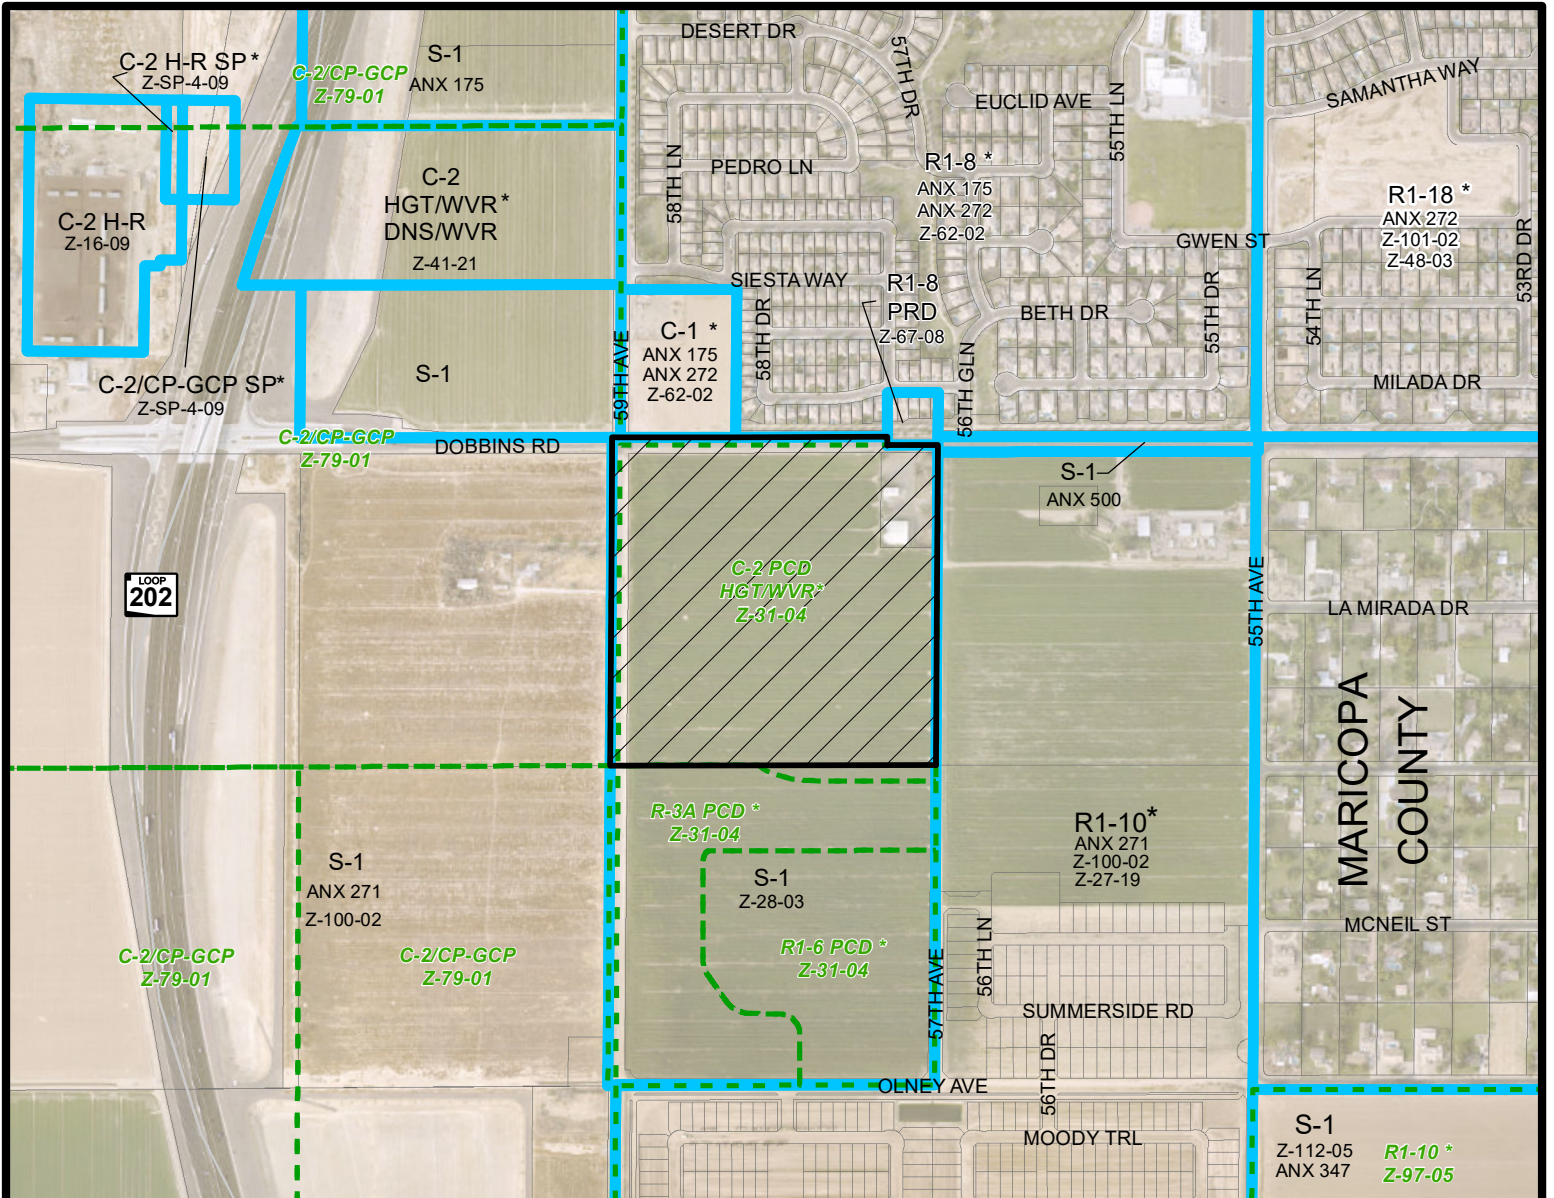 C-2 H-R SP *
Z-SP-4-09
C-2/CP-GCP
Z-79-01
S-1
ANX 175
C-2 H-R
Z-16-09
C-2
HGT/WVR *
DNS/WVR
Z-41-21
C-2/CP-GCP SP*
Z-SP-4-09
S-1
C-2/CP-GCP
Z-79-01
DOBBINS RD
59TH AVE
C-1 *
ANX 175
ANX 272
Z-62-02
DESERT DR
57TH DR
EUCLID AVE
55TH LN
SAMANTHA WAY
58TH LN
PEDRO LN
R1-8 *
ANX 175
ANX 272
Z-62-02
R1-18 *
ANX 272
Z-101-02
Z-48-03
GWEN ST
53RD DR
SIESTA WAY
R1-8
PRD
Z-67-08
58TH DR
BETH DR
55TH DR
54TH LN
56TH GLN
MILADA DR
S-1
ANX 500
LOOP
202
C-2 PCD
HGT/WVR*
Z-31-04
55TH AVE
LA MIRADA DR
MARICOPA
COUNTY
R-3A PCD *
Z-31-04
S-1
ANX 271
Z-100-02
S-1
Z-28-03
R1-10*
ANX 271
Z-100-02
Z-27-19
C-2/CP-GCP
Z-79-01
C-2/CP-GCP
Z-79-01
R1-6 PCD *
Z-31-04
57TH AVE
56TH LN
MCNEIL ST
SUMMERSIDE RD
56TH DR
OLNEY AVE
MOODY TRL
S-1
Z-112-05
ANX 347
R1-10 *
Z-97-05